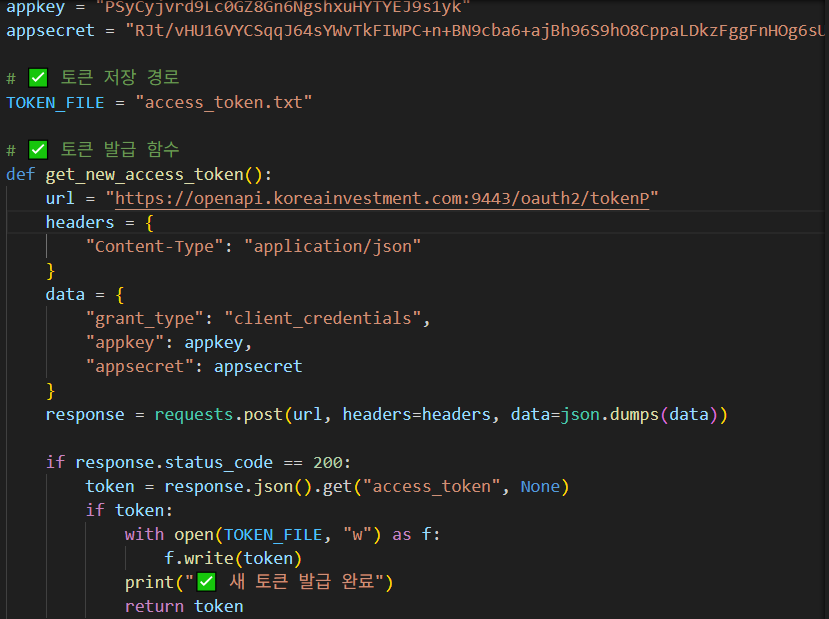 appkey = "PSyCyjvrd9Lc0GZ8Gn6NgshxuHYTYEJ9s1yk"
appsecret = "RJt/vHU16VYCSqqJ64sYWvTkFIWPC+n+BN9cba6+ajBh96S9hO8CppaLDkzFggFnHOg6sU
# ✅ 토큰 저장 경로
TOKEN_FILE = "access_token.txt"
# ✅ 토큰 발급 함수
def get_new_access_token():
url = "https://openapi.koreainvestment.com:9443/oauth2/tokenP"
headers = {
"Content-Type": "application/json"
}
data = {
"grant_type": "client_credentials",
"appkey": appkey,
"appsecret": appsecret
}
response = requests.post(url, headers=headers, data=json.dumps(data))
if response.status_code == 200:
token = response.json().get("access_token", None)
if token:
with open(TOKEN_FILE, "w") as f:
f.write(token)
print("✅ 새 토큰 발급 완료")
return token